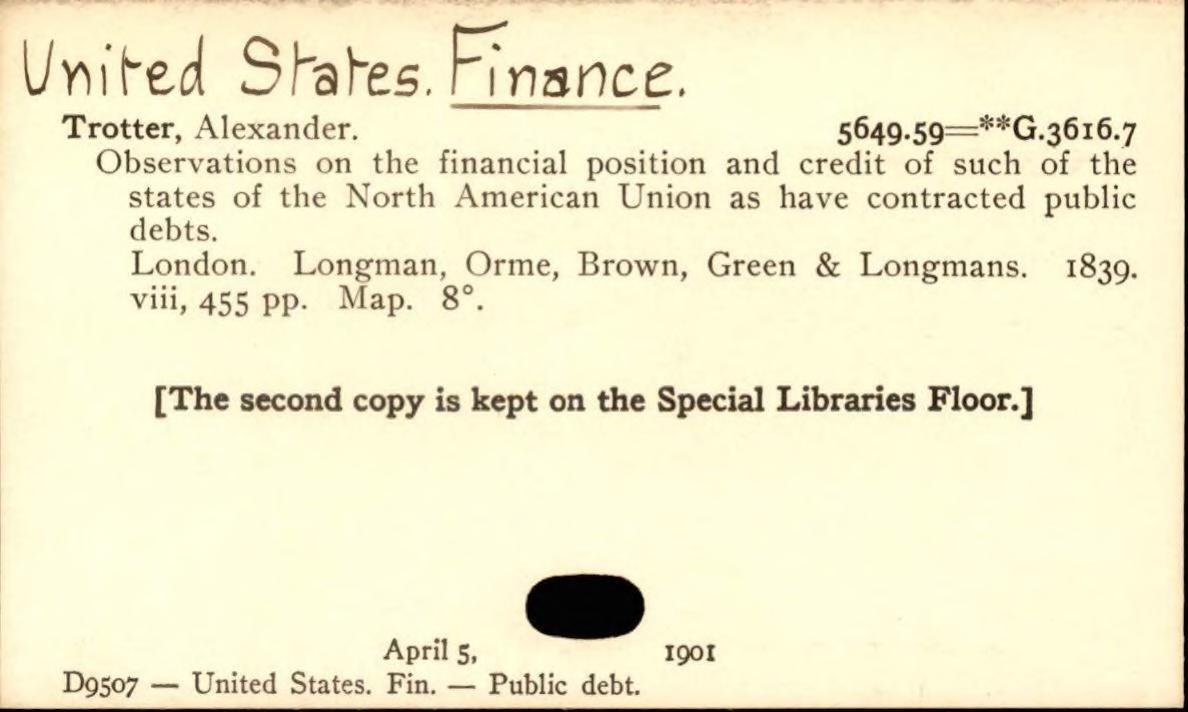 United States. Finance.
Trotter, Alexander. 5649.59=**G.3616.7
Observations on the financial position and credit of such of the
states of the North American Union as have contracted public
debts.
London. Longman, Orme, Brown, Green & Longmans. 1839.
viii, 455 pp. Map. 8°.
[The second copy is kept on the Special Libraries Floor.]
April 5, 1901
D9507 — United States. Fin. — Public debt.